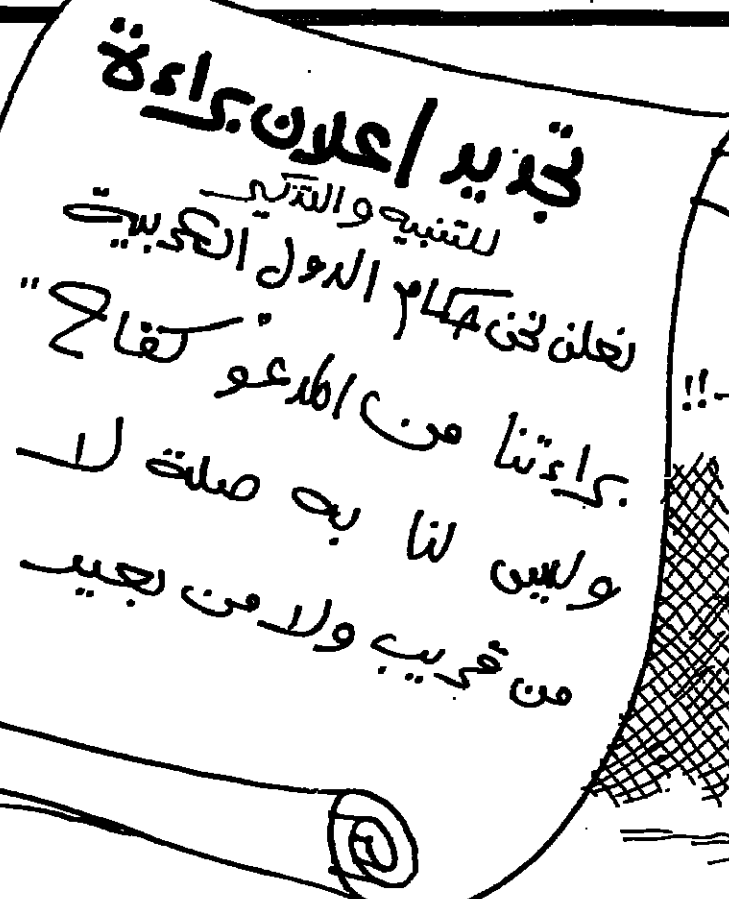 تجديد إعلان براءة
للتنبيه والتذكير
نعلن نحن حكام الدول العربية
براءتنا من المدعو "كفاح"
وليس لنا به صلة لا
من قريب ولا من بعيد
!!-